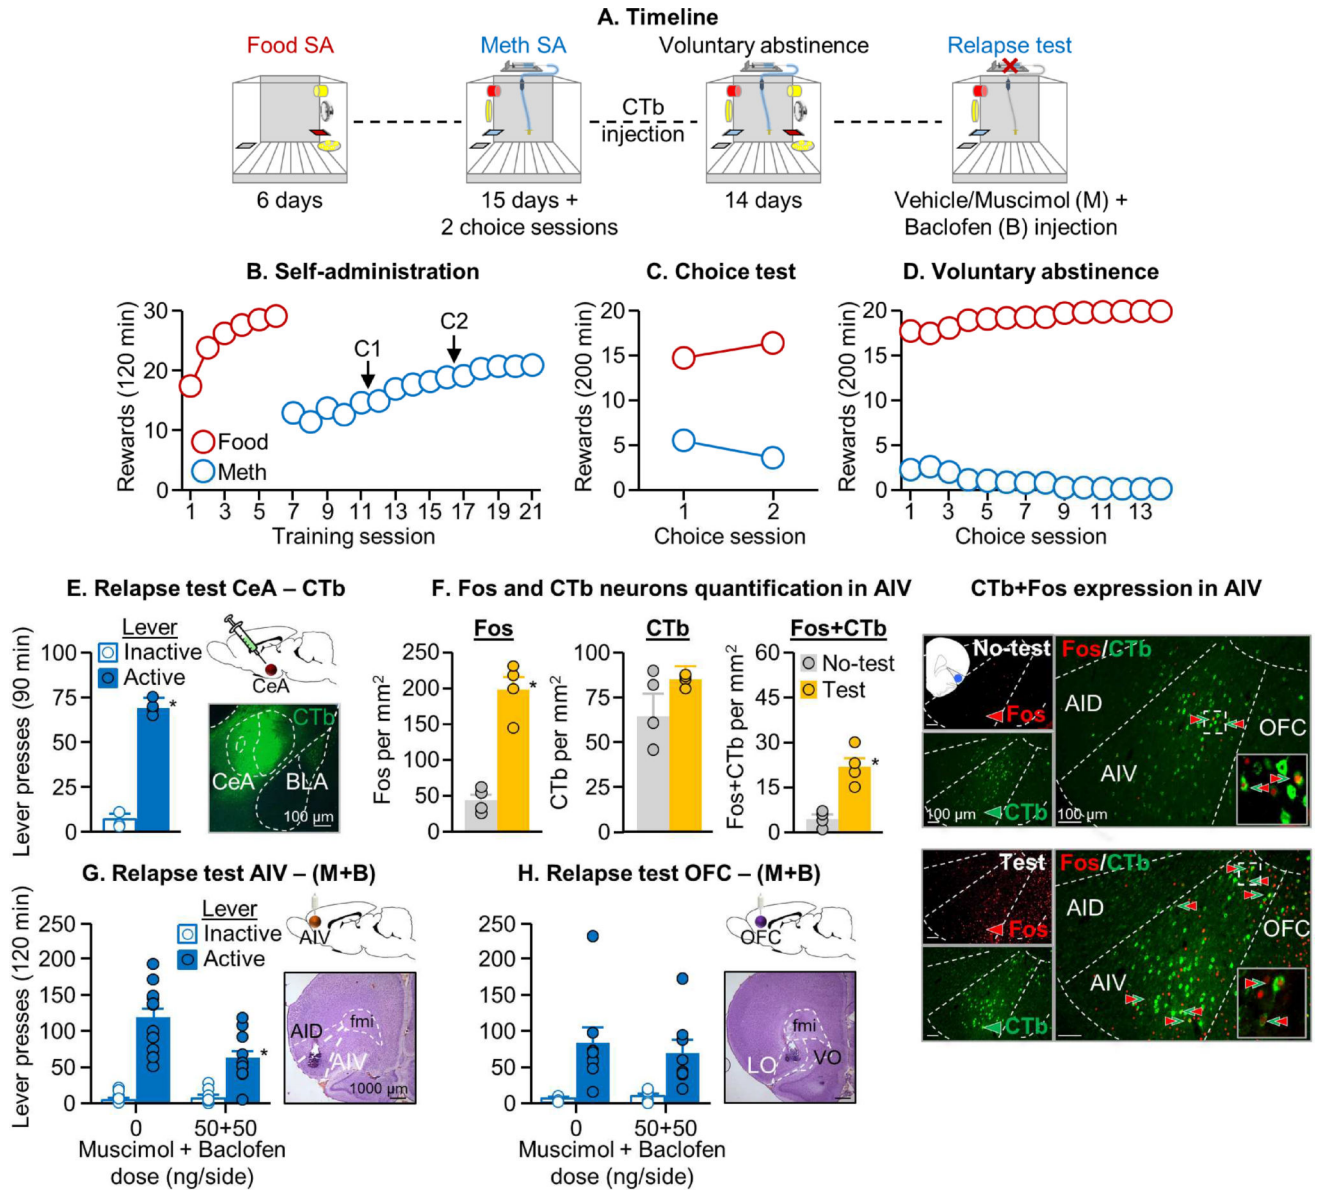 A. Timeline
Food SA
Meth SA
Voluntary abstinence
Relapse test
CTb
injection
6 days
15 days +
2 choice sessions
14 days
Vehicle/Muscimol (M) +
Baclofen (B) injection
B. Self-administration
Rewards (120 min)
30
20
10
0
C1
C2
Food
Meth
1 3 5 7 9 11 13 15 17 19 21
Training session
C. Choice test
Rewards (200 min)
20
15
10
5
0
1 2
Choice session
D. Voluntary abstinence
Rewards (200 min)
20
15
10
5
0
1 3 5 7 9 11 13
Choice session
E. Relapse test CeA – CTb
Lever presses (90 min)
100
75
50
25
0
Lever
Inactive
Active
*
CeA
CTb
CeA
BLA
100 µm
F. Fos and CTb neurons quantification in AIV
Fos
Fos per mm²
250
200
150
100
50
0
*
CTb
CTb per mm²
100
75
50
25
0
Fos+CTb
Fos+CTb per mm²
60
45
30
15
0
No-test
Test
*
CTb+Fos expression in AIV
No-test
Fos
CTb
100 µm
Fos/CTb
AID
AIV
OFC
100 µm
Test
Fos
CTb
Fos/CTb
AID
AIV
OFC
G. Relapse test AIV – (M+B)
Lever presses (120 min)
250
200
150
100
50
0
Lever
Inactive
Active
*
0 50+50
Muscimol + Baclofen
dose (ng/side)
AIV
AID
fmi
AIV
1000 µm
H. Relapse test OFC – (M+B)
250
200
150
100
50
0
0 50+50
Muscimol + Baclofen
dose (ng/side)
OFC
fmi
LO
VO